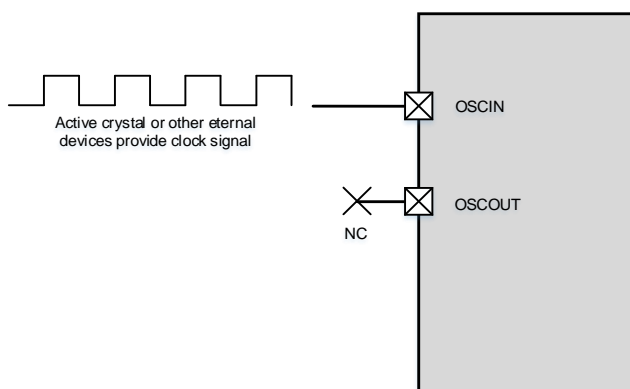 Active crystal or other eternal
devices provide clock signal
OSCIN
OSCOUT
NC